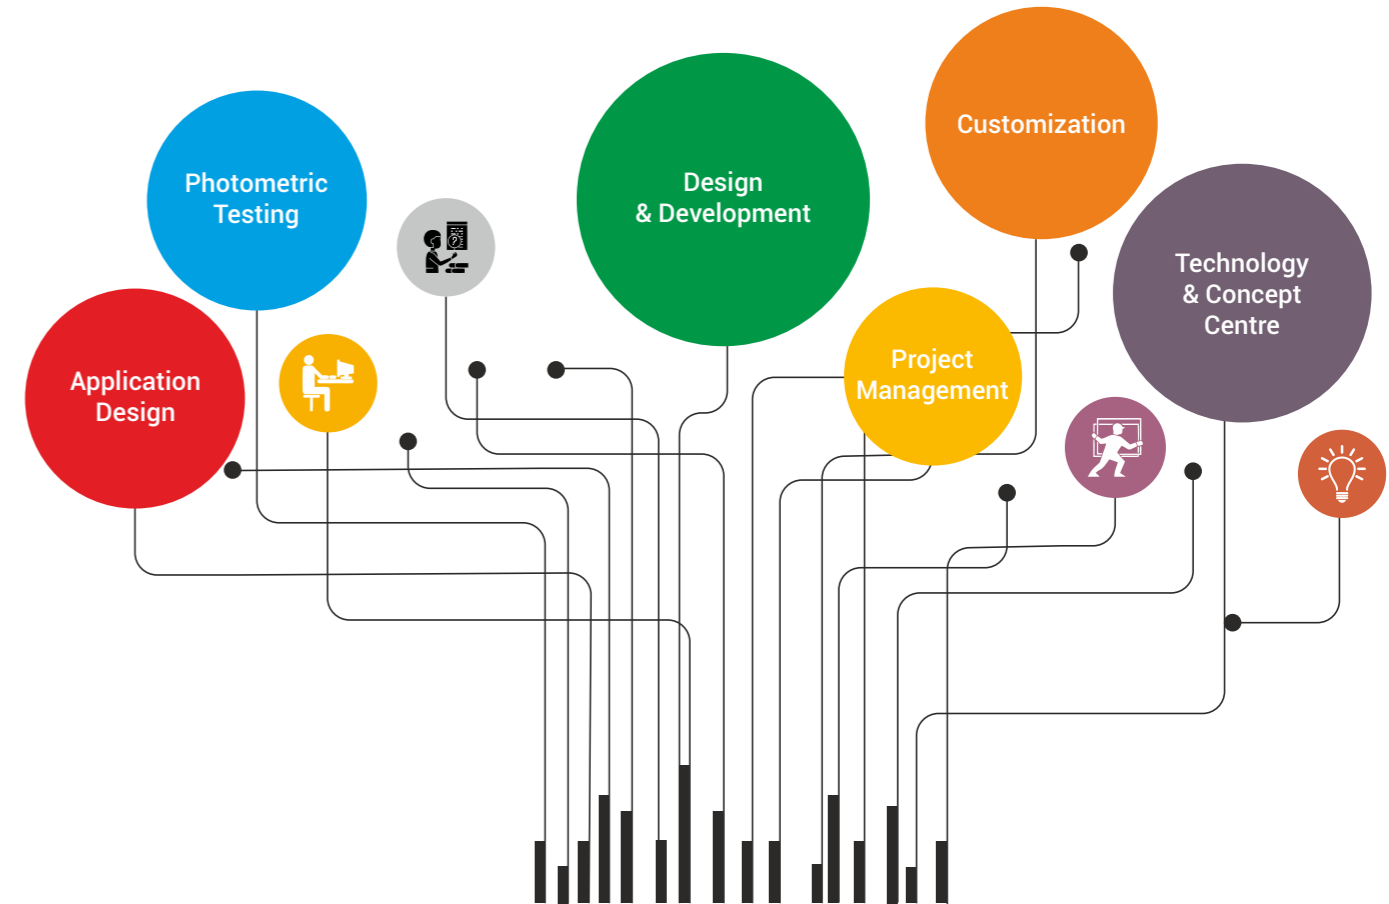 Photometric
Testing
Design
& Development
Customization
Technology
& Concept
Centre
Application
Design
Project
Management